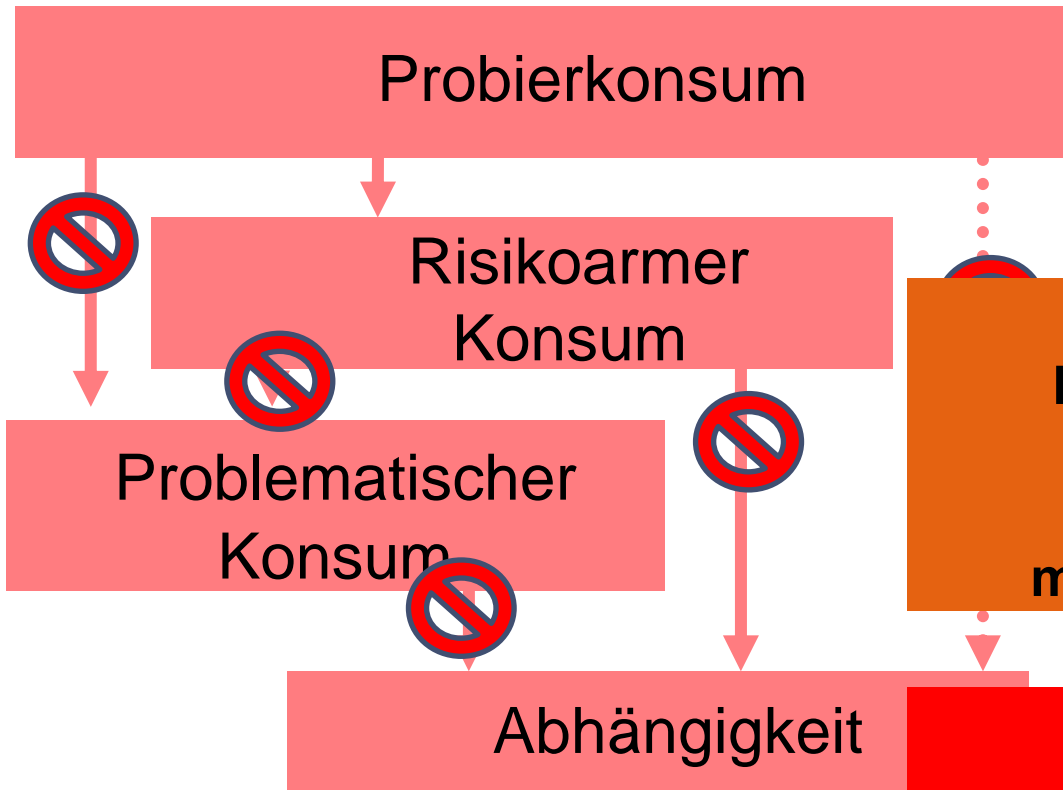 Probierkonsum
Risikoarmer
Konsum
Problematischer
Konsum
Abhängigkeit